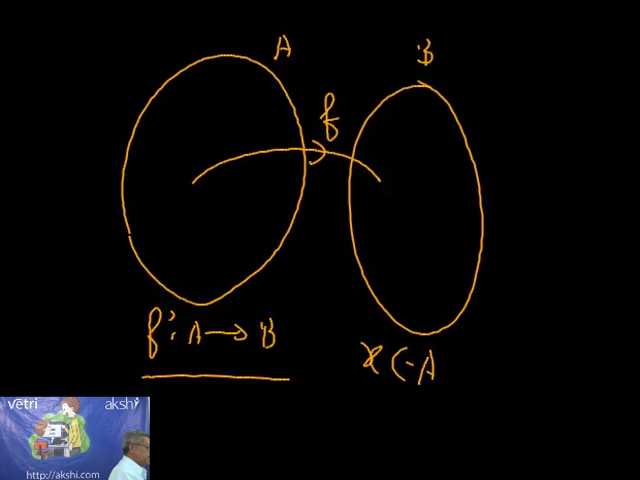 A B
f
f : A → B
x ∈ A
vetri akshi
http://akshi.com